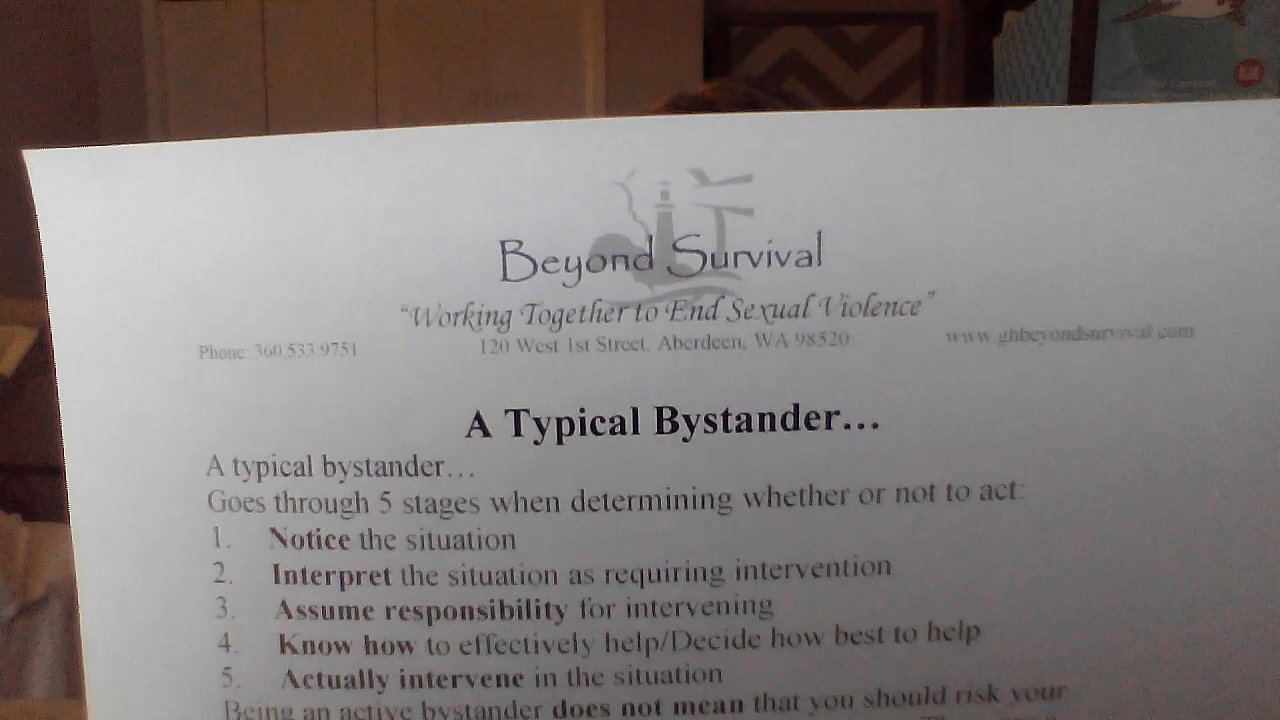 Beyond Survival
"Working Together to End Sexual Violence"
Phone: 360.533.9751 120 West 1st Street, Aberdeen, WA 98520 www.ghbeyondsurvival.com
A Typical Bystander...
A typical bystander...
Goes through 5 stages when determining whether or not to act:
1. Notice the situation
2. Interpret the situation as requiring intervention
3. Assume responsibility for intervening
4. Know how to effectively help/Decide how best to help
5. Actually intervene in the situation
Being an active bystander does not mean that you should risk your